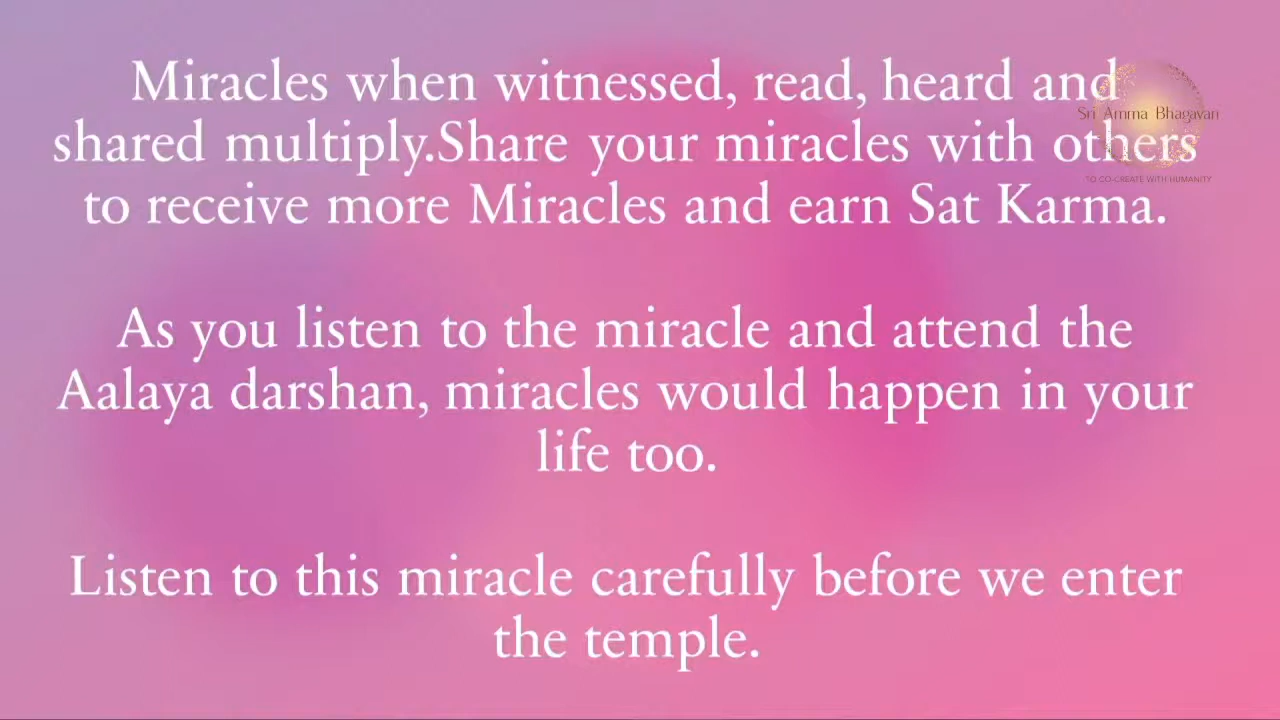 Miracles when witnessed, read, heard and
shared multiply.Share your miracles with others
to receive more Miracles and earn Sat Karma.
As you listen to the miracle and attend the
Aalaya darshan, miracles would happen in your
life too.
Listen to this miracle carefully before we enter
the temple.
Sri Amma Bhagavan
TO CO-CREATE WITH HUMANITY